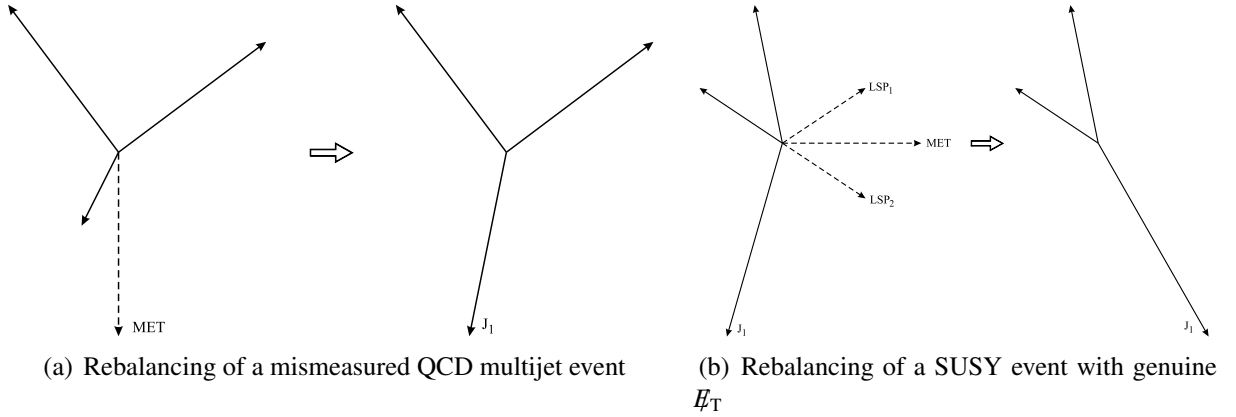 LSP₁
MET
LSP₂
MET
J₁
J₁
J₁
(a) Rebalancing of a mismeasured QCD multijet event
(b) Rebalancing of a SUSY event with genuine
E̸T